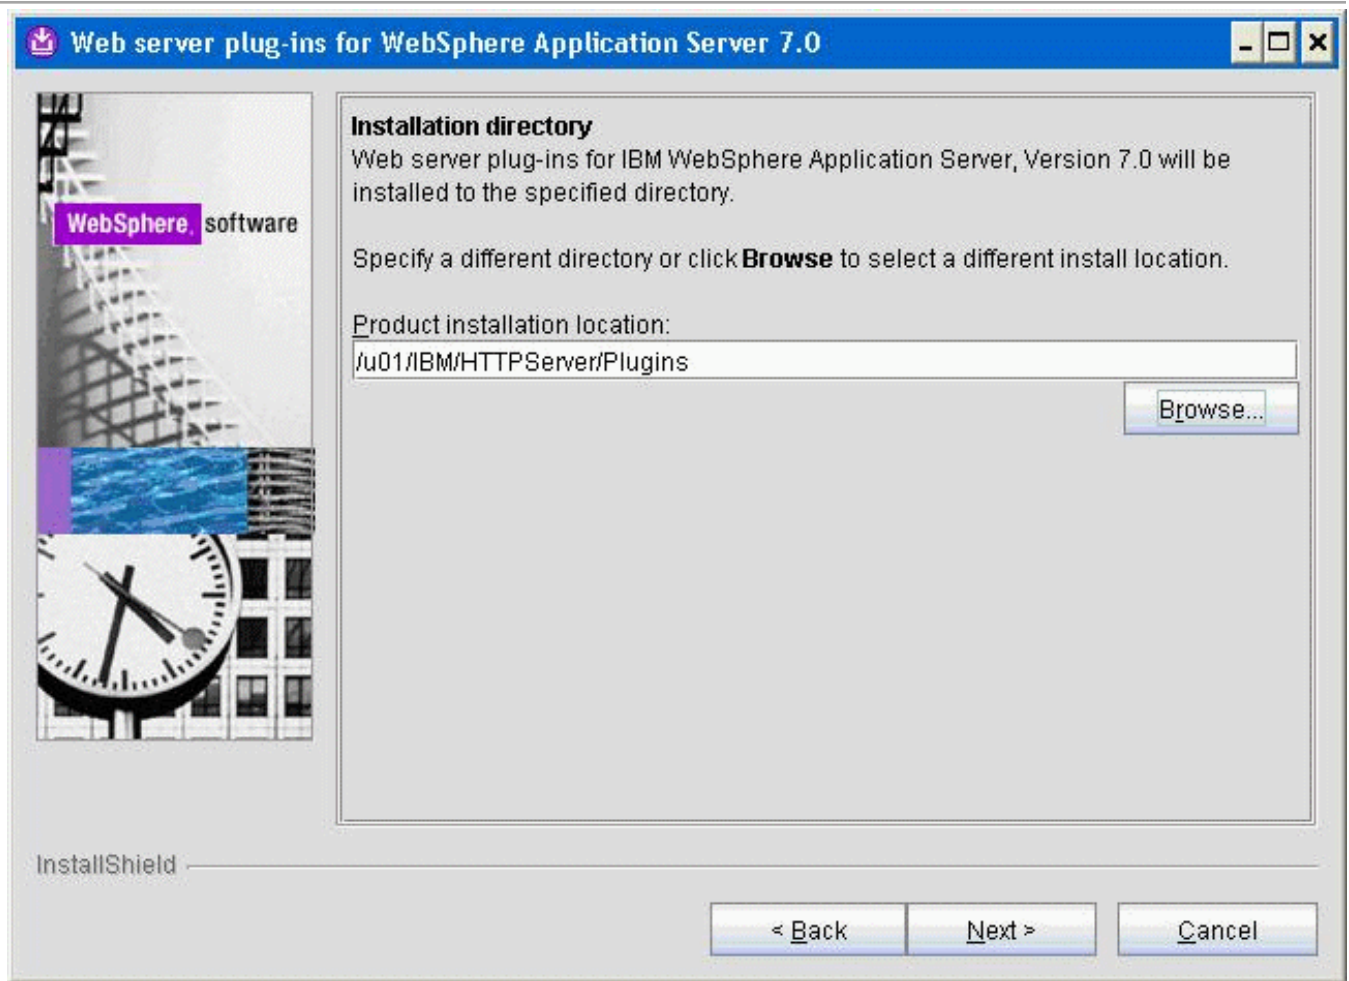 Web server plug-ins for WebSphere Application Server 7.0
WebSphere. software
Installation directory
Web server plug-ins for IBM WebSphere Application Server, Version 7.0 will be
installed to the specified directory.
Specify a different directory or click Browse to select a different install location.
Product installation location:
/u01/IBM/HTTPServer/Plugins
Browse...
InstallShield
< Back
Next >
Cancel